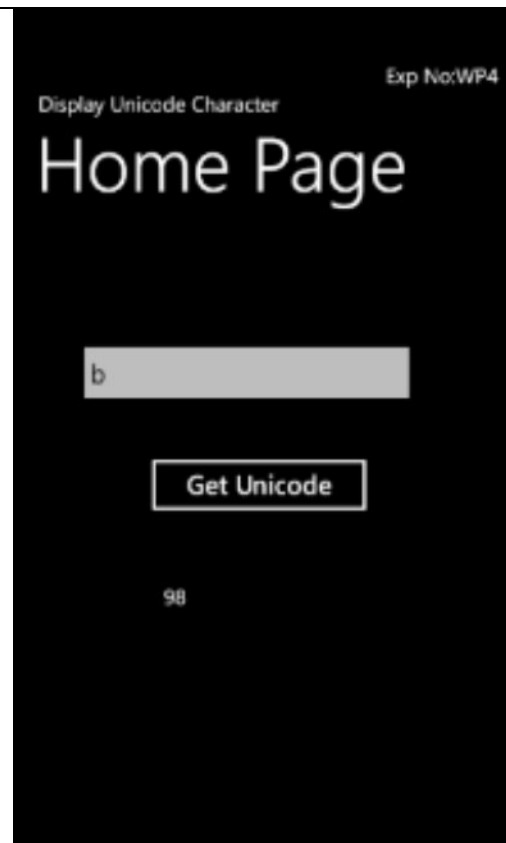 Exp No:WP4
Display Unicode Character
Home Page
b
Get Unicode
98